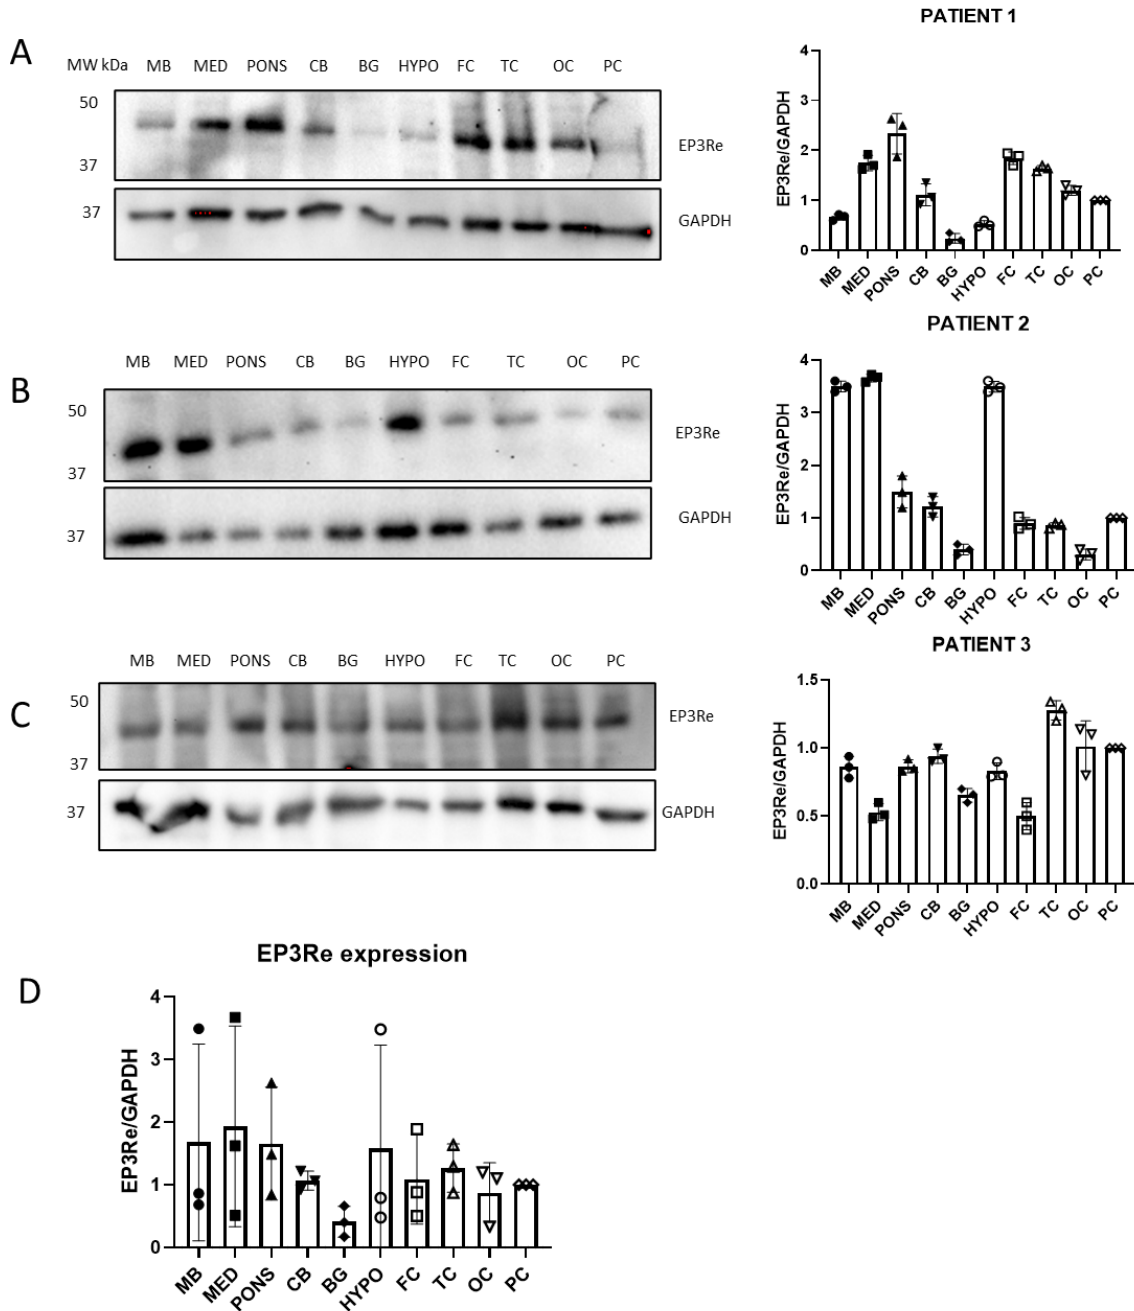 A
MW kDa MB MED PONS CB BG HYPO FC TC OC PC
50
37
EP3Re
37
GAPDH
PATIENT 1
EP3Re/GAPDH
4
3
2
1
0
MB MED PONS CB BG HYPO FC TC OC PC
B
MB MED PONS CB BG HYPO FC TC OC PC
50
37
EP3Re
37
GAPDH
PATIENT 2
EP3Re/GAPDH
4
3
2
1
0
MB MED PONS CB BG HYPO FC TC OC PC
C
MB MED PONS CB BG HYPO FC TC OC PC
50
37
EP3Re
37
GAPDH
PATIENT 3
EP3Re/GAPDH
1.5
1.0
0.5
0.0
MB MED PONS CB BG HYPO FC TC OC PC
D
EP3Re expression
EP3Re/GAPDH
4
3
2
1
0
MB MED PONS CB BG HYPO FC TC OC PC